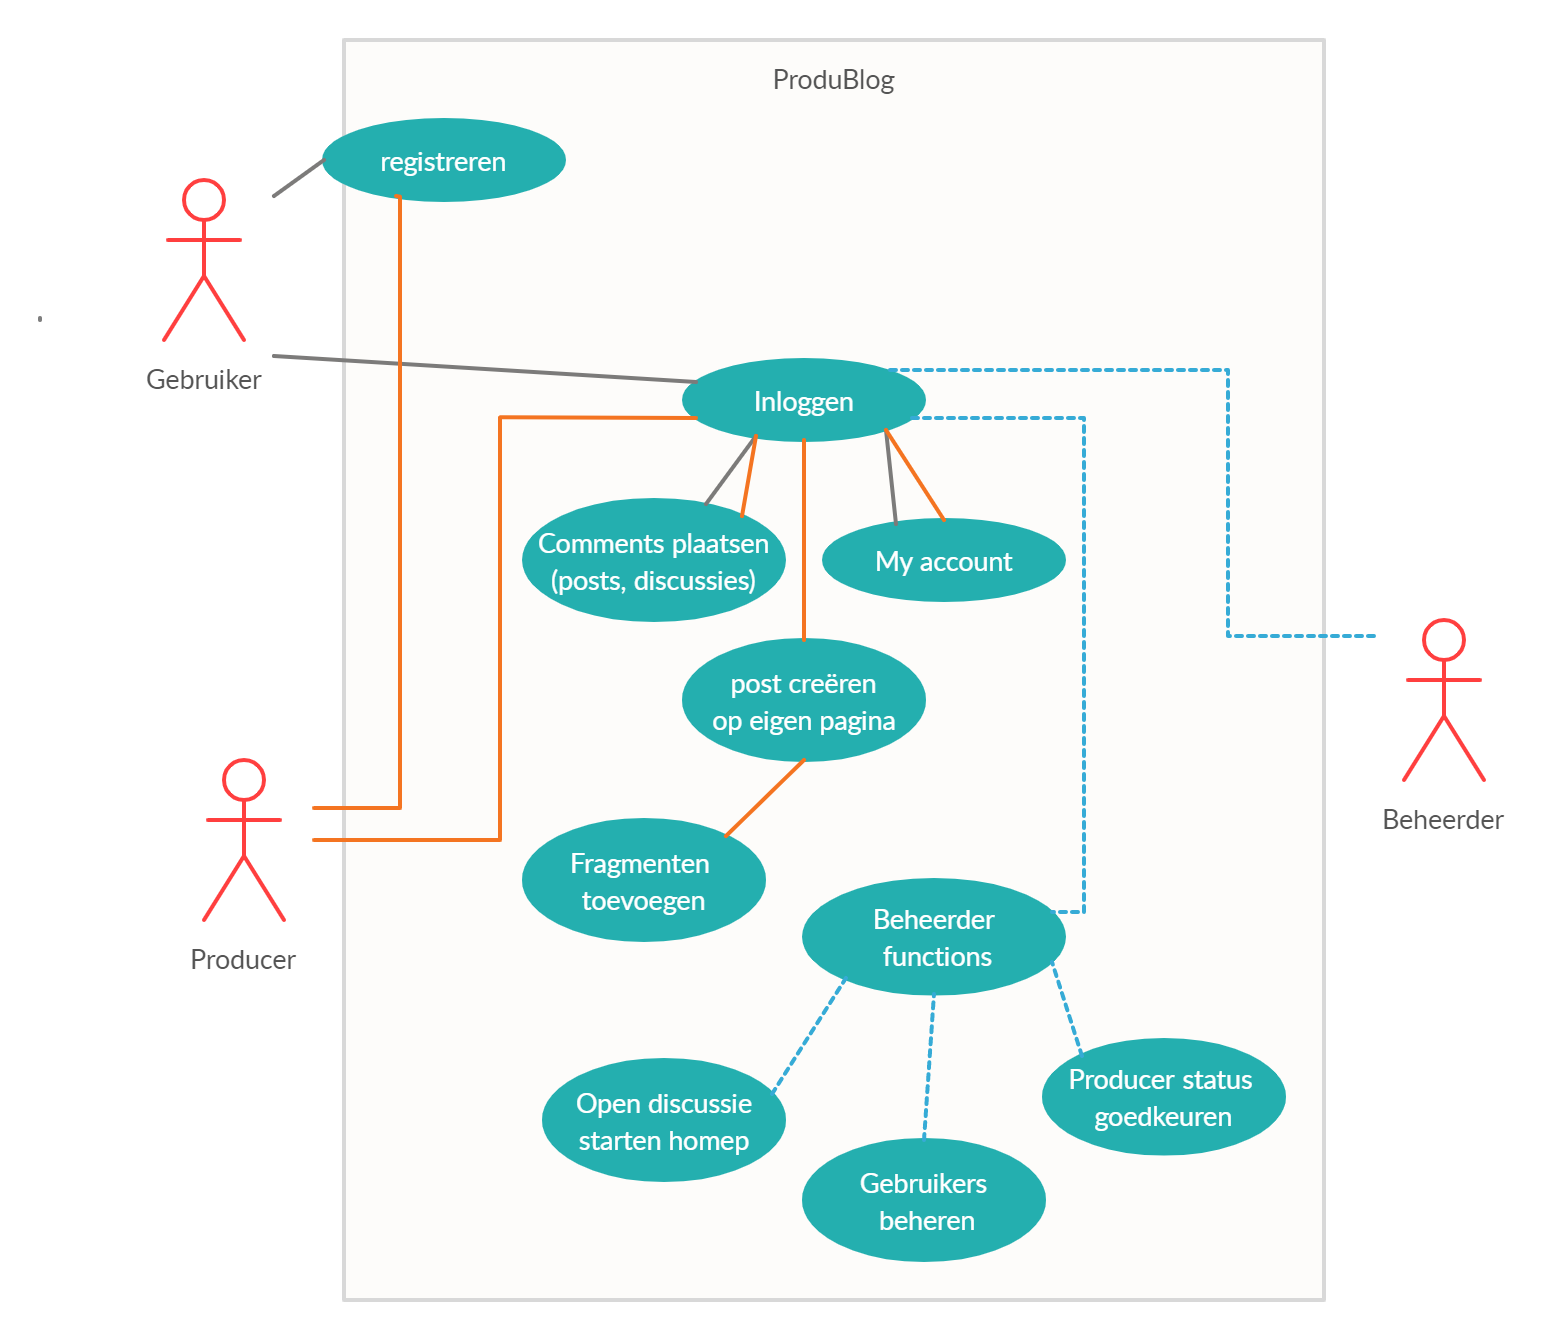 ProduBlog
registreren
Gebruiker
Inloggen
Comments plaatsen
(posts, discussies)
My account
post creëren
op eigen pagina
Beheerder
Fragmenten
toevoegen
Producer
Beheerder
functions
Open discussie
starten homep
Producer status
goedkeuren
Gebruikers
beheren